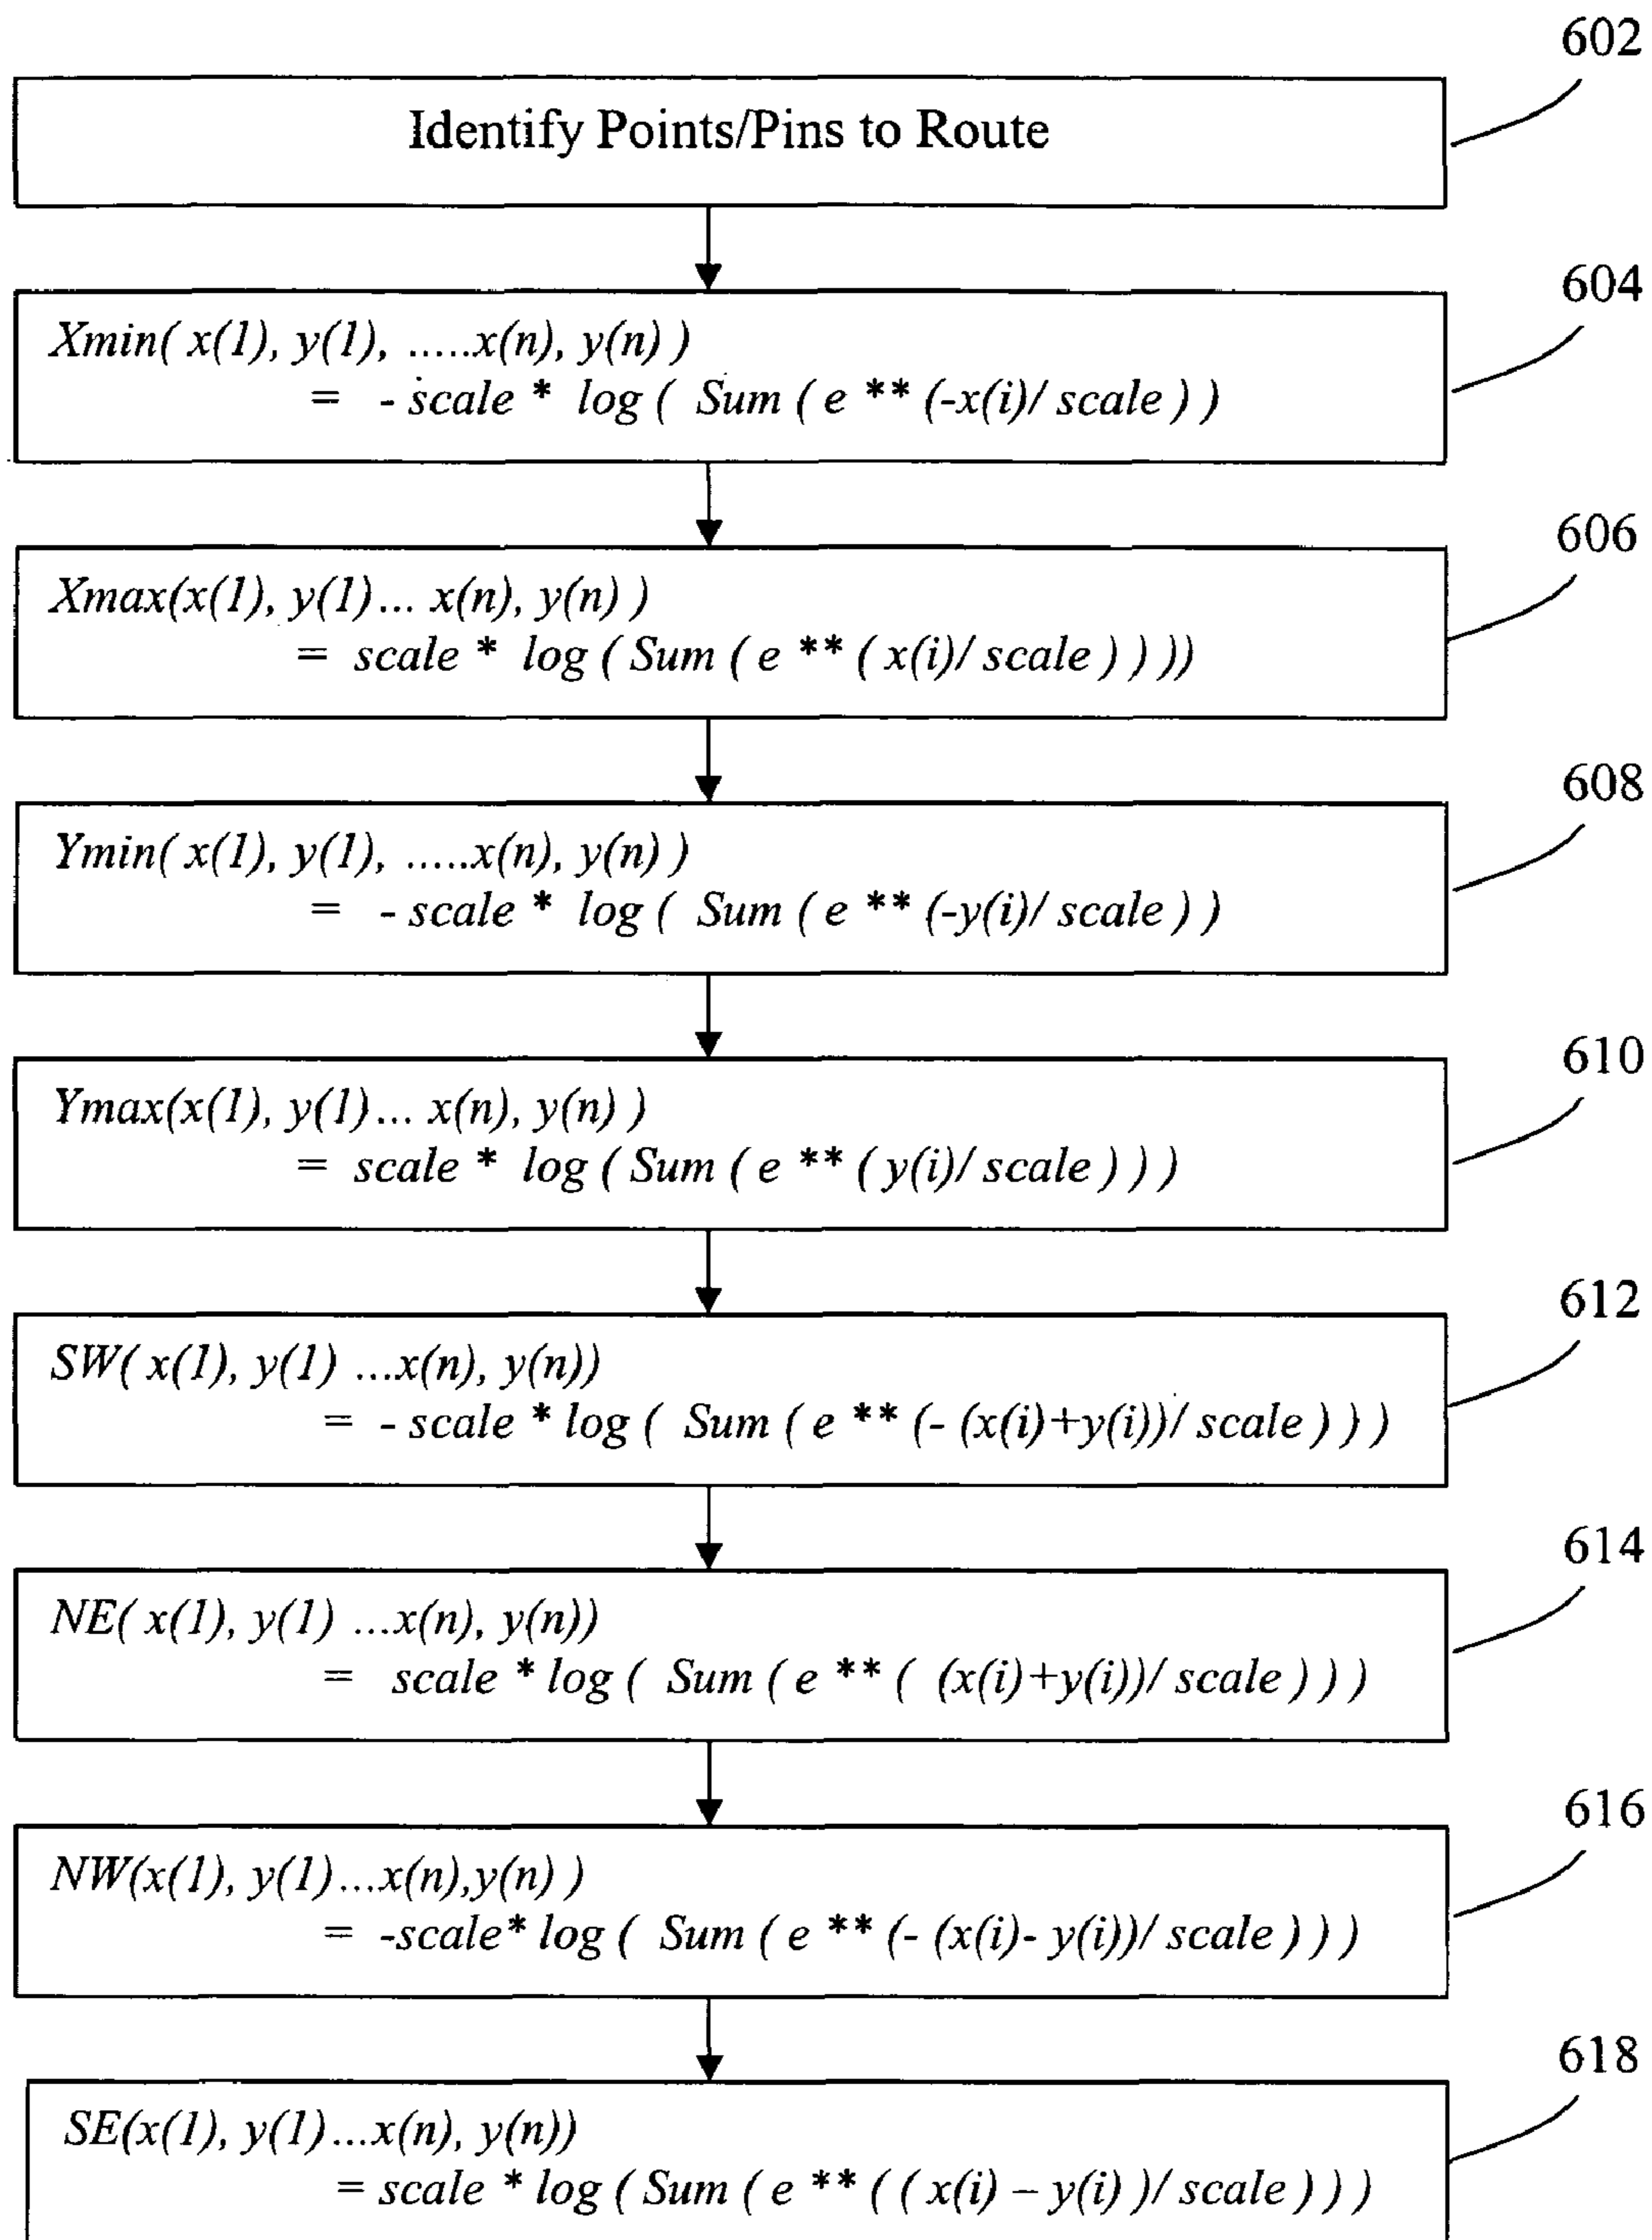 602
Identify Points/Pins to Route
604
Xmin( x(1), y(1), .....x(n), y(n) )
= - scale * log ( Sum ( e ** (-x(i)/ scale ) )
606
Xmax(x(1), y(1)... x(n), y(n) )
= scale * log ( Sum ( e ** ( x(i)/ scale ) ) ))
608
Ymin( x(1), y(1), .....x(n), y(n) )
= - scale * log ( Sum ( e ** (-y(i)/ scale ) )
610
Ymax(x(1), y(1)... x(n), y(n) )
= scale * log ( Sum ( e ** ( y(i)/ scale ) ) )
612
SW( x(1), y(1) ...x(n), y(n))
= - scale * log ( Sum ( e ** (- (x(i)+y(i))/ scale ) ) )
614
NE( x(1), y(1) ...x(n), y(n))
= scale * log ( Sum ( e ** ( (x(i)+y(i))/ scale ) ) )
616
NW(x(1), y(1)...x(n),y(n) )
= -scale* log ( Sum ( e ** (- (x(i)- y(i))/ scale ) ) )
618
SE(x(1), y(1)...x(n), y(n))
= scale * log ( Sum ( e ** ( ( x(i) – y(i) )/ scale ) ) )